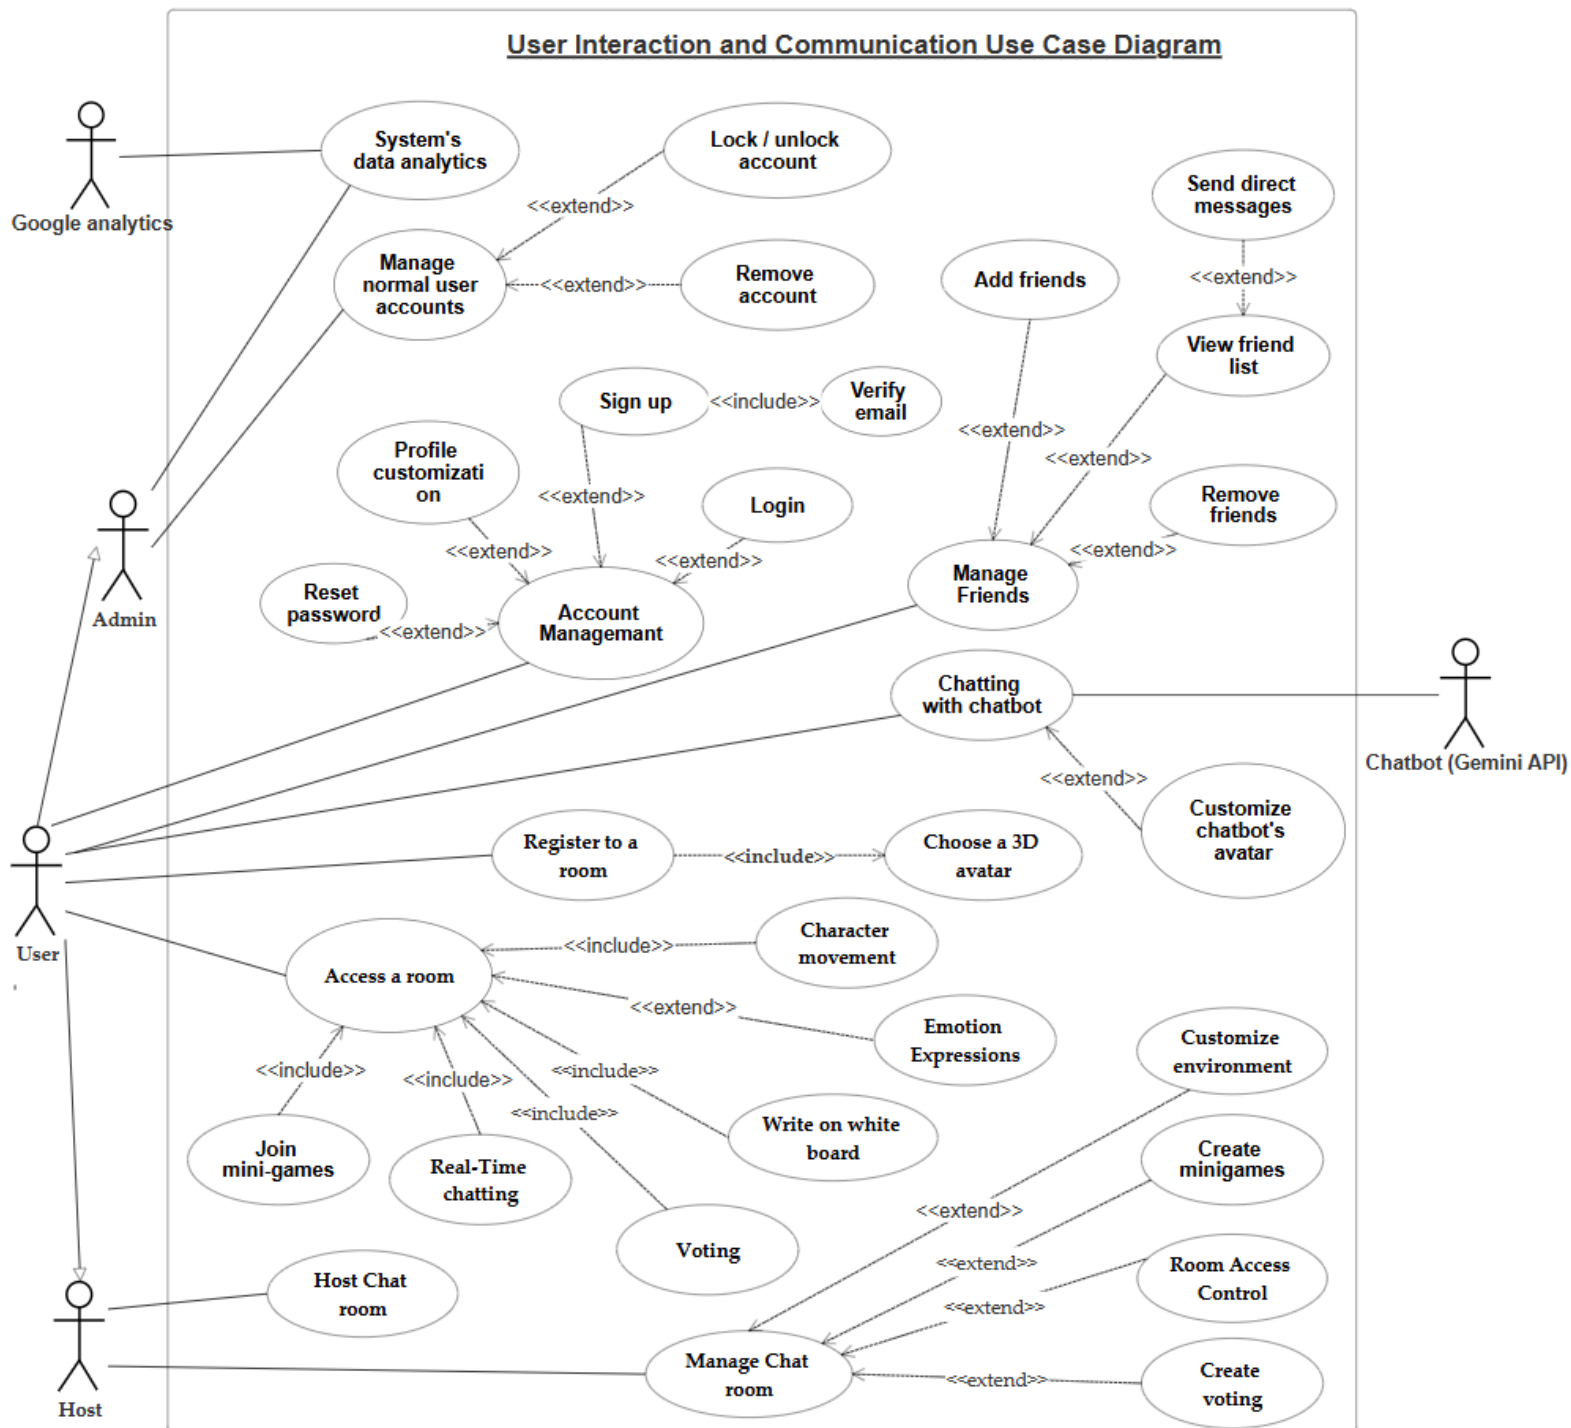 User Interaction and Communication Use Case Diagram
System's
data analytics
Lock / unlock
account
Google analytics
<<extend>>
Send direct
messages
Manage
normal user
accounts
<<extend>>
Remove
account
Add friends
<<extend>>
View friend
list
Sign up
<<include>>
Verify
email
<<extend>>
<<extend>>
Profile
customizati
on
<<extend>>
Login
Remove
friends
<<extend>>
<<extend>>
<<extend>>
Admin
Reset
password
<<extend>>
Account
Managemant
Manage
Friends
Chatting
with chatbot
Chatbot (Gemini API)
<<extend>>
Customize
chatbot's
avatar
Register to a
room
<<include>>
Choose a 3D
avatar
User
Access a room
<<include>>
Character
movement
<<extend>>
Emotion
Expressions
Customize
environment
<<include>>
<<include>>
<<include>>
<<include>>
Join
mini-games
Real-Time
chatting
Write on white
board
Create
minigames
<<extend>>
Voting
<<extend>>
Room Access
Control
Host Chat
room
<<extend>>
Manage Chat
room
<<extend>>
Create
voting
Host